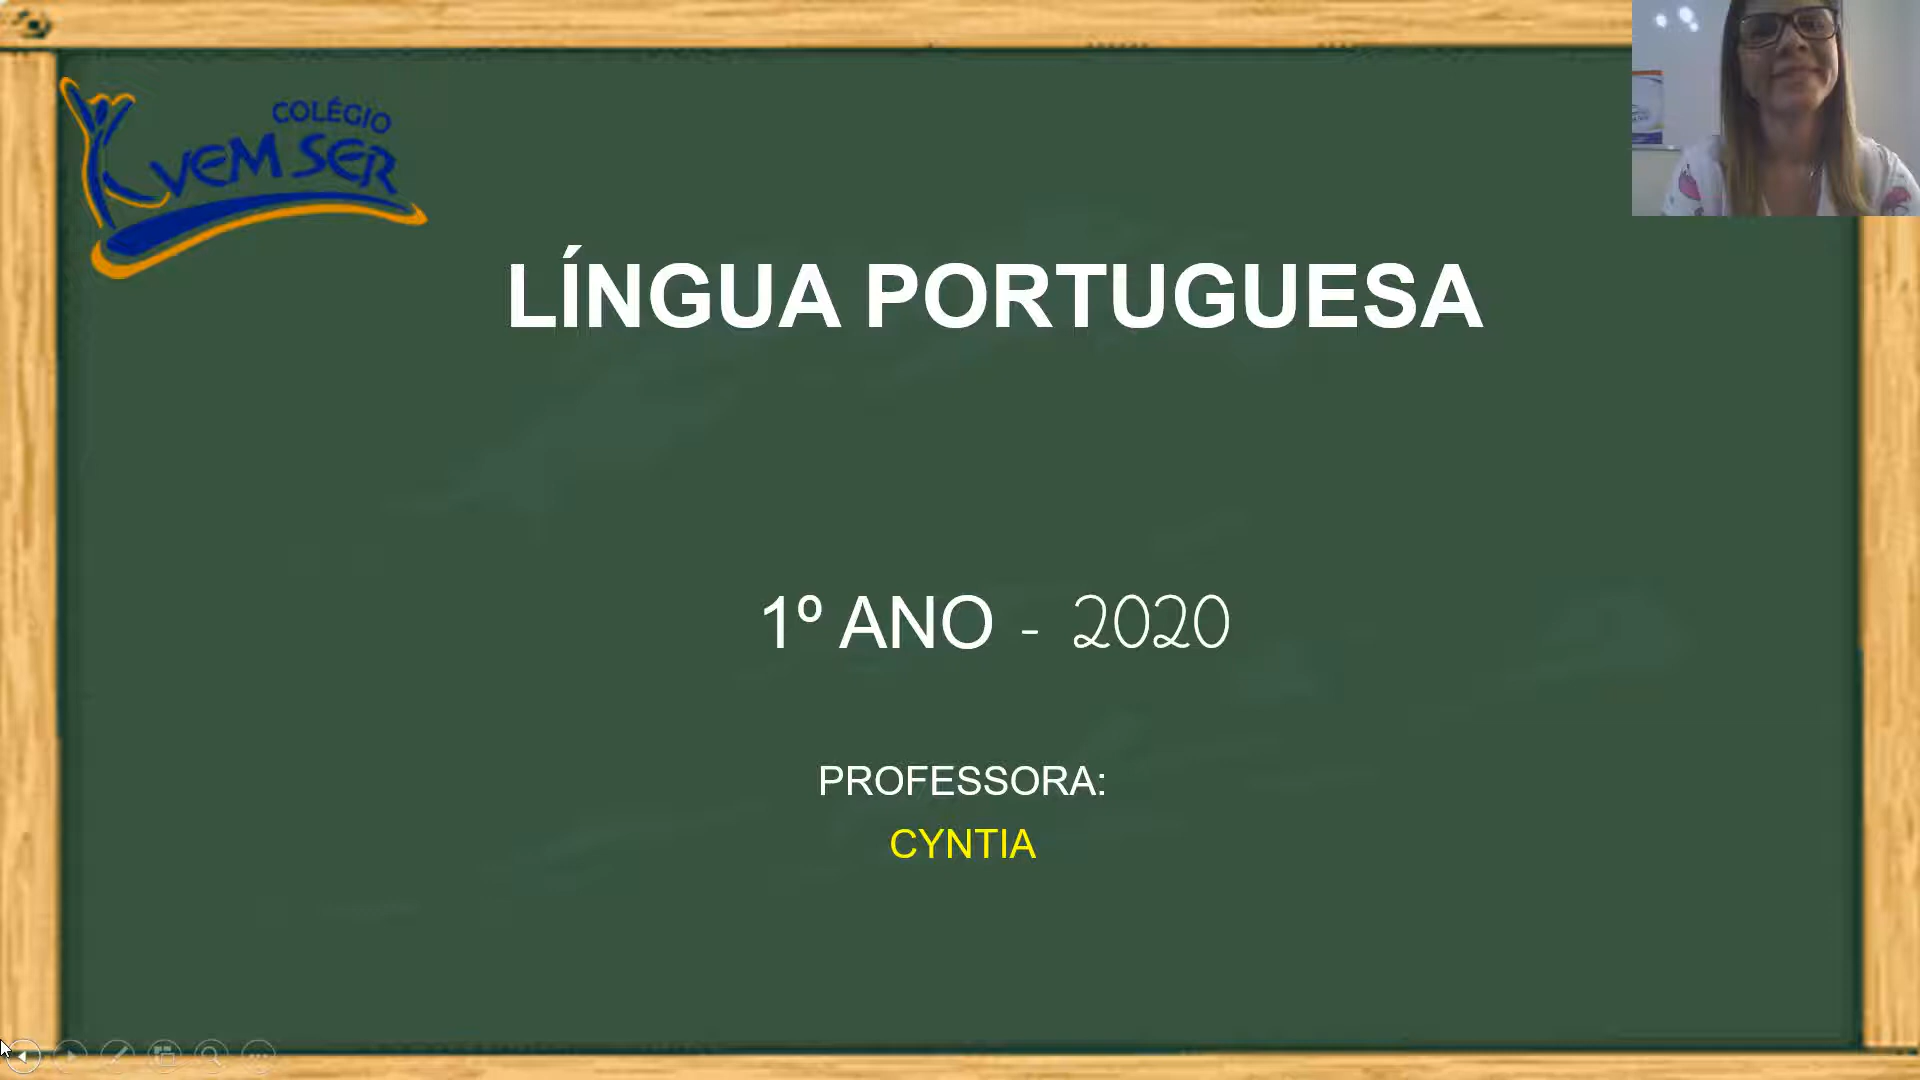 COLÉGIO
VEM SER
LÍNGUA PORTUGUESA
1º ANO - 2020
PROFESSORA:
CYNTIA